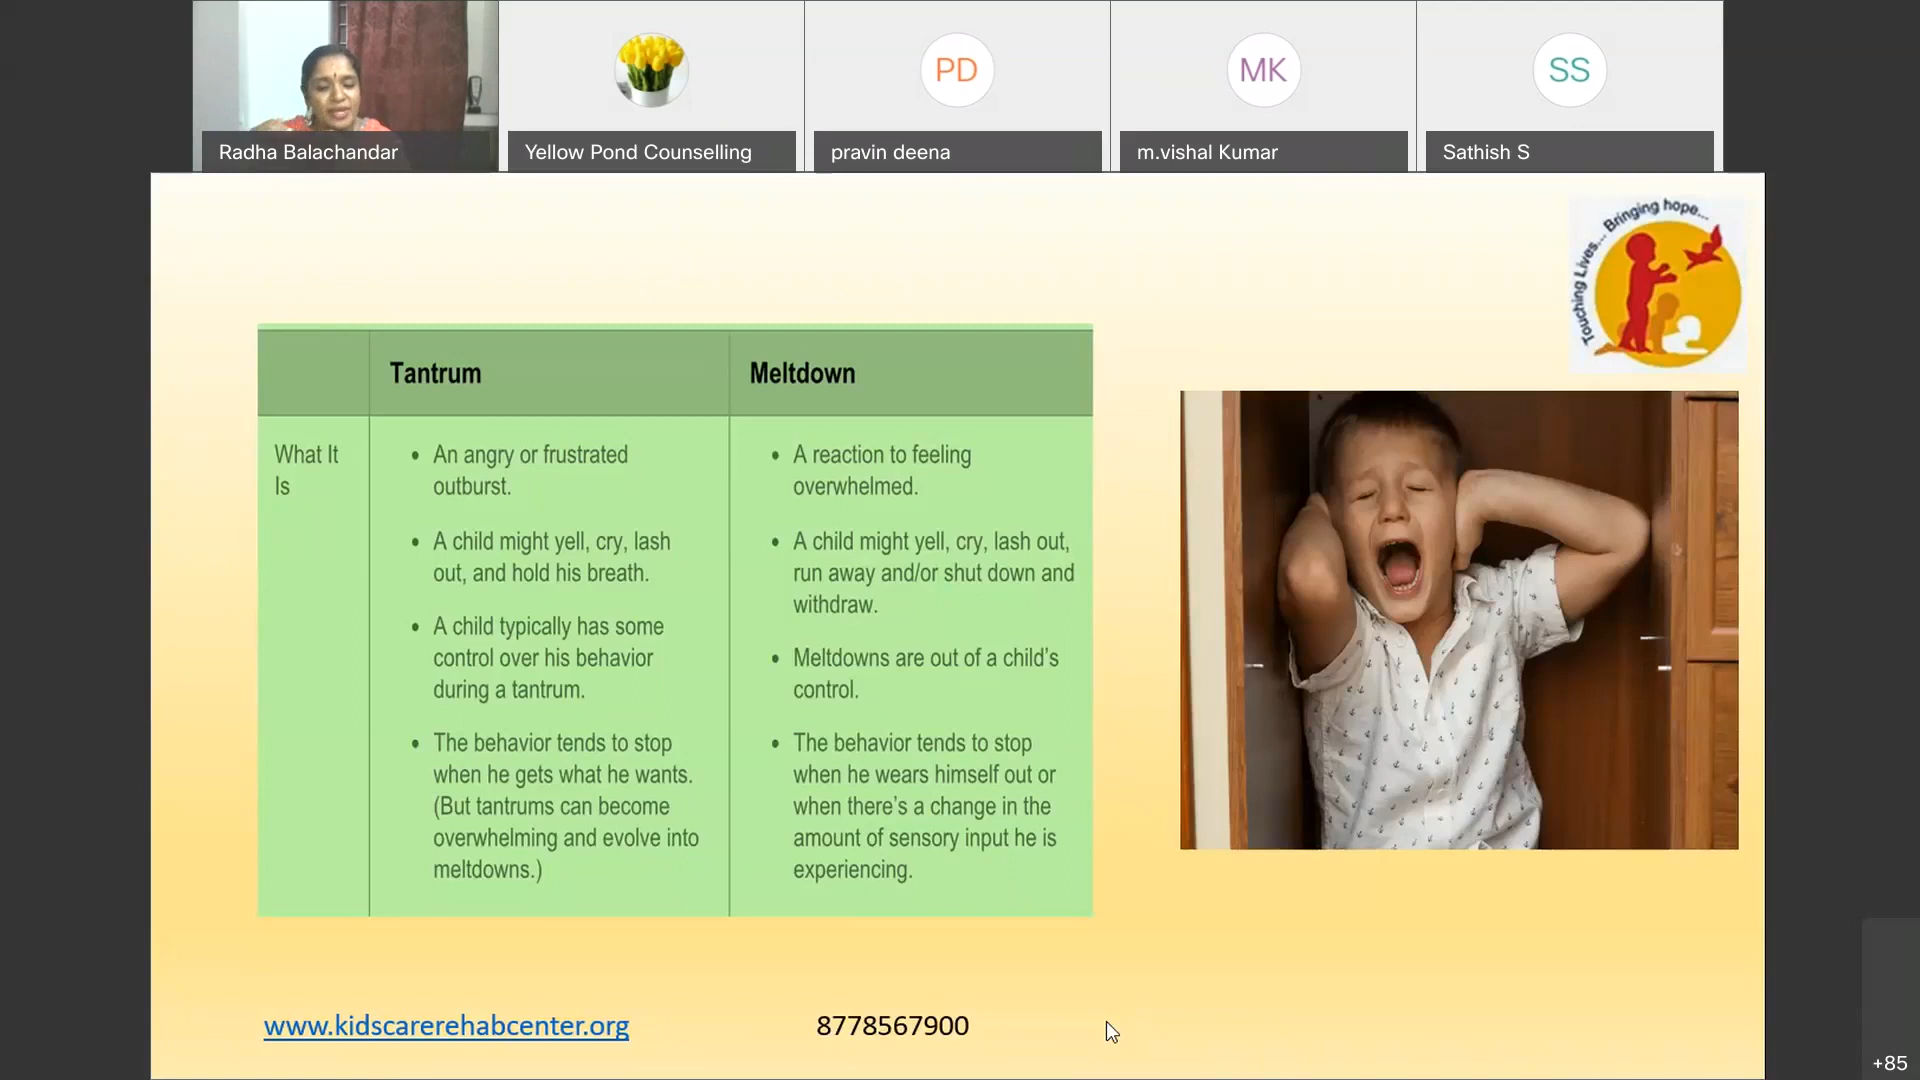 PD
MK
SS
Radha Balachandar
Yellow Pond Counselling
pravin deena
m.vishal Kumar
Sathish S
Touching Lives... Bringing hope...
Tantrum
Meltdown
What It
Is
• An angry or frustrated
outburst.
• A child might yell, cry, lash
out, and hold his breath.
• A child typically has some
control over his behavior
during a tantrum.
• The behavior tends to stop
when he gets what he wants.
(But tantrums can become
overwhelming and evolve into
meltdowns.)
• A reaction to feeling
overwhelmed.
• A child might yell, cry, lash out,
run away and/or shut down and
withdraw.
• Meltdowns are out of a child's
control.
• The behavior tends to stop
when he wears himself out or
when there's a change in the
amount of sensory input he is
experiencing.
www.kidscarerehabcenter.org
8778567900
+85